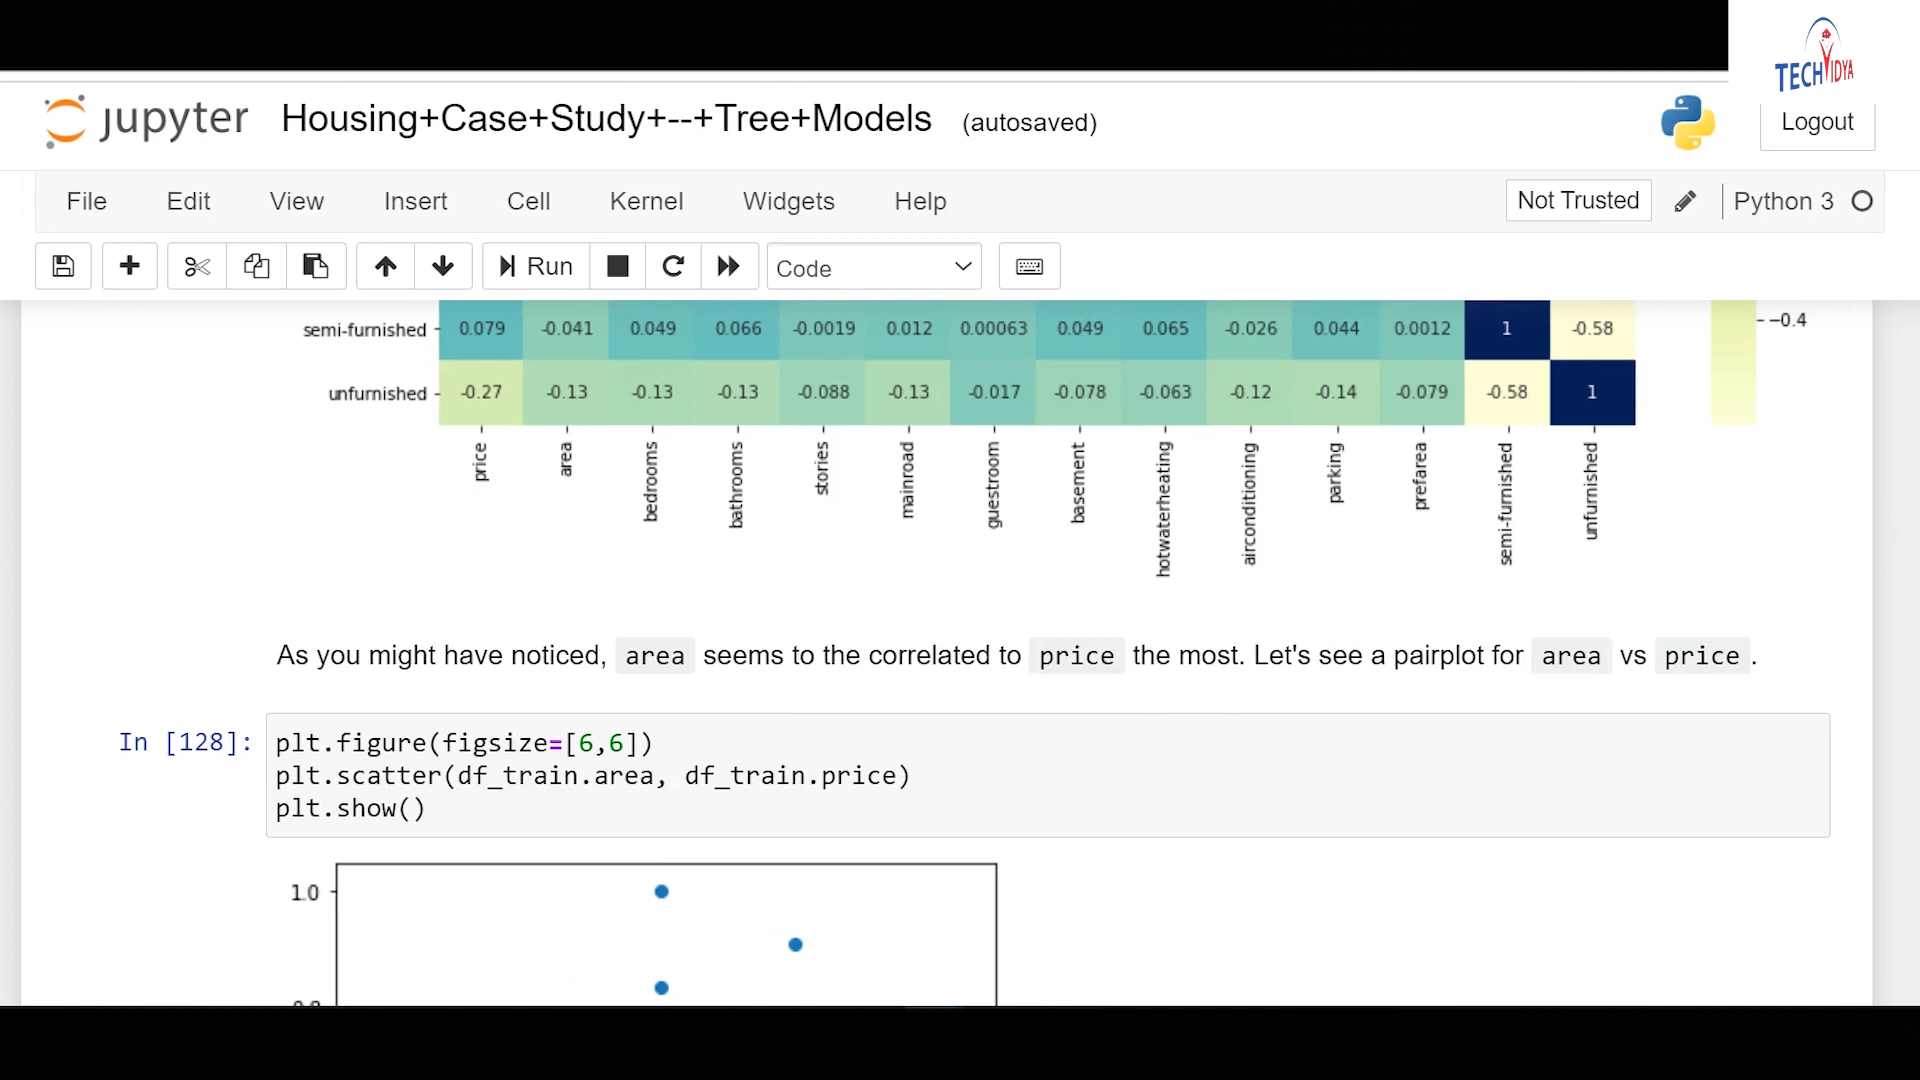 TECHVIDYA
jupyter Housing+Case+Study+--+Tree+Models (autosaved) Logout
File Edit View Insert Cell Kernel Widgets Help Not Trusted Python 3
Run Code
semi-furnished 0.079 -0.041 0.049 0.066 -0.0019 0.012 0.00063 0.049 0.065 -0.026 0.044 0.0012 1 -0.58 −0.4
unfurnished -0.27 -0.13 -0.13 -0.13 -0.088 -0.13 -0.017 -0.078 -0.063 -0.12 -0.14 -0.079 -0.58 1
price area bedrooms bathrooms stories mainroad guestroom basement hotwaterheating airconditioning parking prefarea semi-furnished unfurnished
As you might have noticed, area seems to the correlated to price the most. Let's see a pairplot for area vs price .
In [128]: plt.figure(figsize=[6,6])
plt.scatter(df_train.area, df_train.price)
plt.show()
1.0